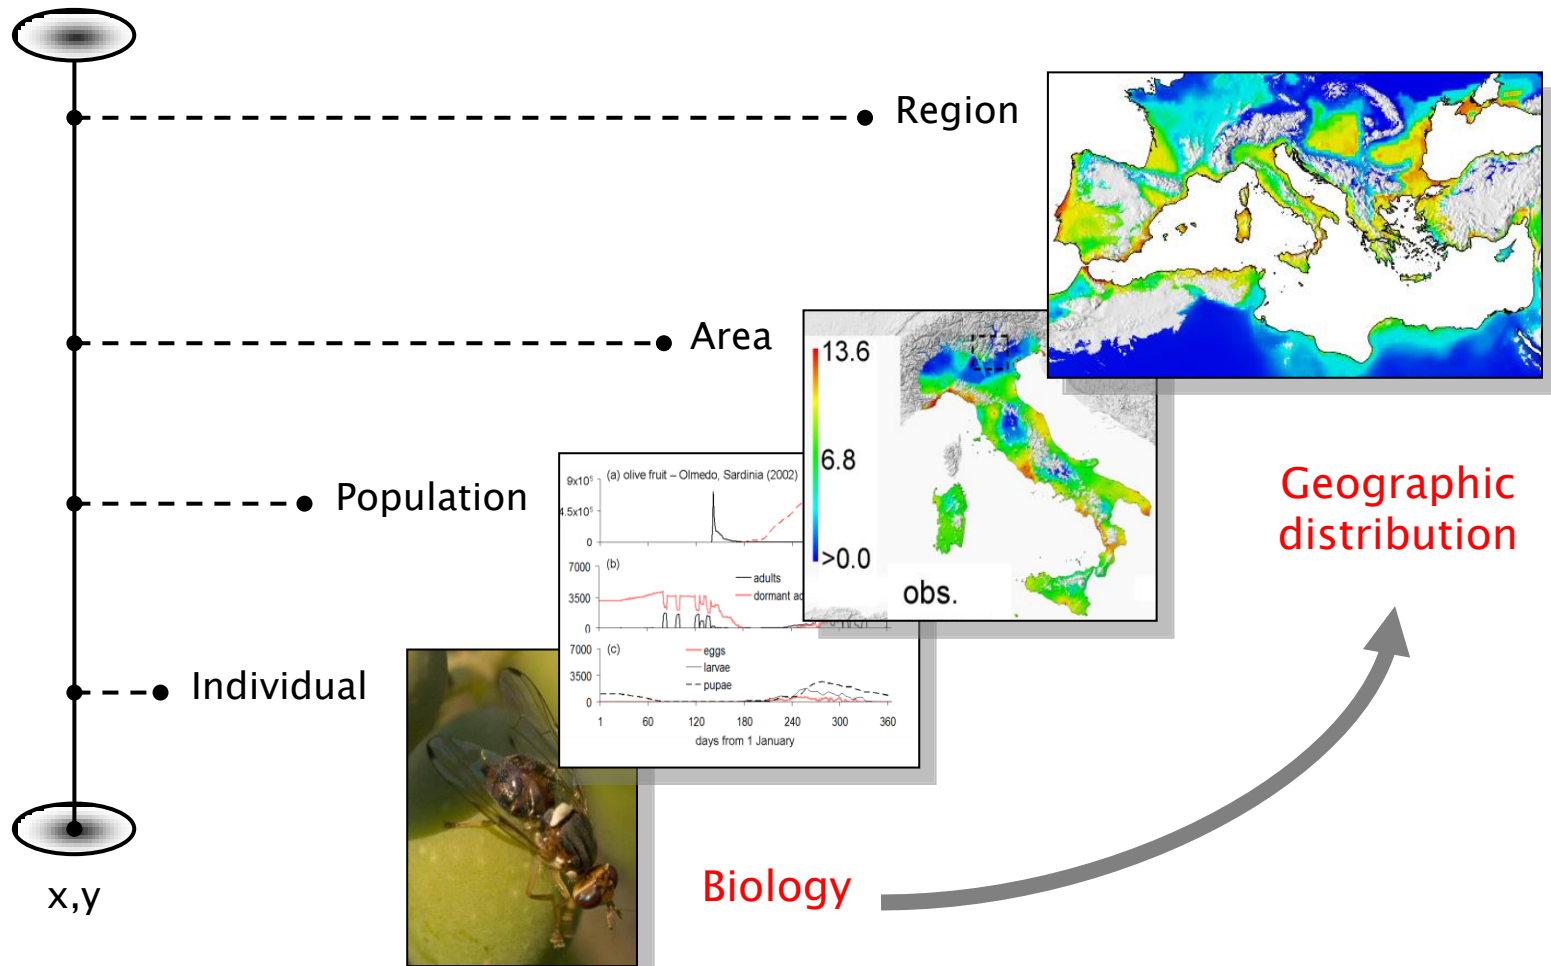 Region
Area
13.6
6.8
>0.0
obs.
Population
(a) olive fruit – Olmedo, Sardinia (2002)
9x10⁵
4.5x10⁵
0
(b)
7000
3500
0
adults
dormant
(c)
7000
3500
0
eggs
larvae
pupae
1 60 120 180 240 300 360
days from 1 January
Individual
x,y
Biology
Geographic
distribution